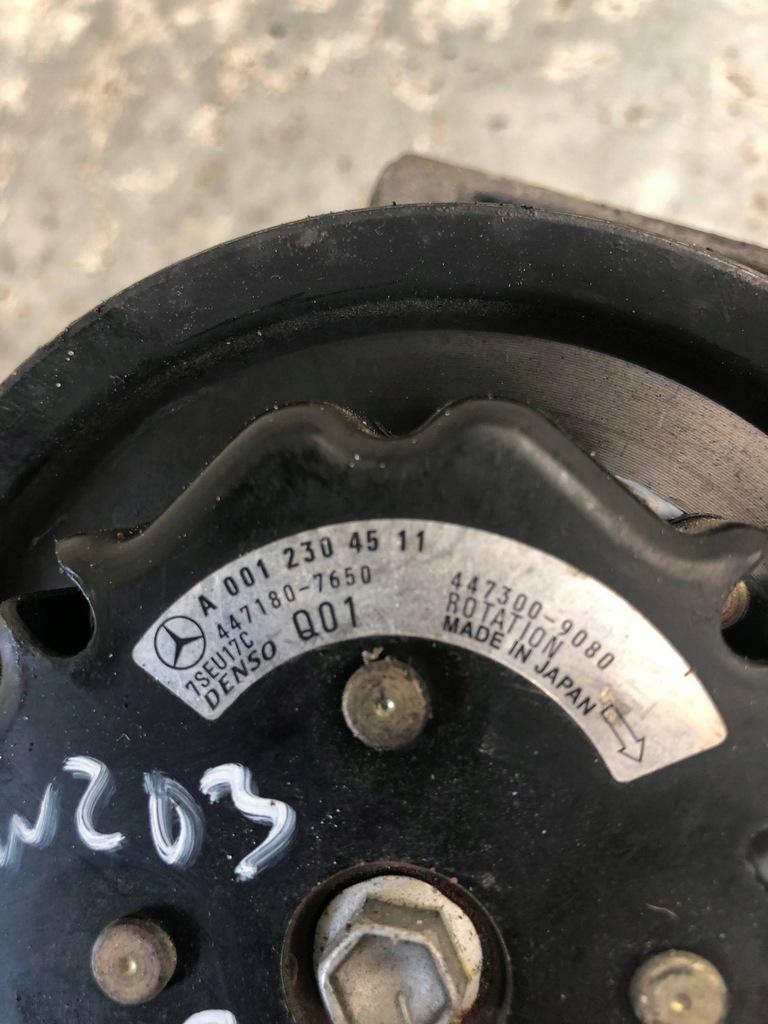 A 001 230 45 11
447180-7650
7SEU17C
DENSO
Q01
447300-9080
ROTATION
MADE IN JAPAN
W203